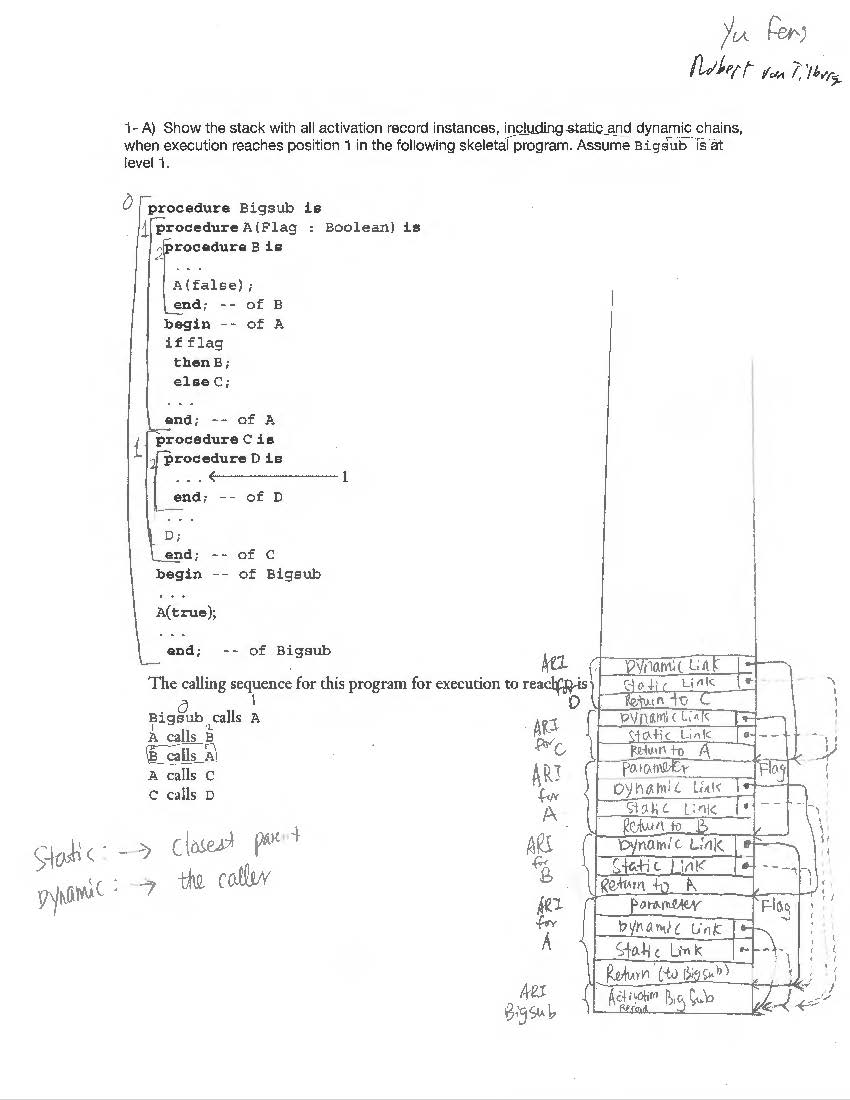 Yu Feng
Robert van Tilburg
1- A) Show the stack with all activation record instances, including static and dynamic chains,
when execution reaches position 1 in the following skeletal program. Assume Bigsub is at
level 1.
0 procedure Bigsub is
1 procedure A(Flag : Boolean) is
2 procedure B is
...
A(false);
end; -- of B
begin -- of A
if flag
then B;
else C;
...
end; -- of A
1 procedure C is
2 procedure D is
... 1
end; -- of D
...
D;
end; -- of C
begin -- of Bigsub
...
A(true);
...
end; -- of Bigsub
The calling sequence for this program for execution to reach D is
0 1
Bigsub calls A
1 2
A calls B
B calls A
A calls C
C calls D
Static: → closest parent
Dynamic: → the caller
ARI for D
Dynamic Link
Static Link
Return to C
ARI for C
Dynamic Link
Static Link
Return to A
ARI for A
Parameter Flag
Dynamic Link
Static Link
Return to B
ARI for B
Dynamic Link
Static Link
Return to A
ARI for A
Parameter Flag
Dynamic Link
Static Link
Return (to BigSub)
ARI BigSub
Activation BigSub
Record